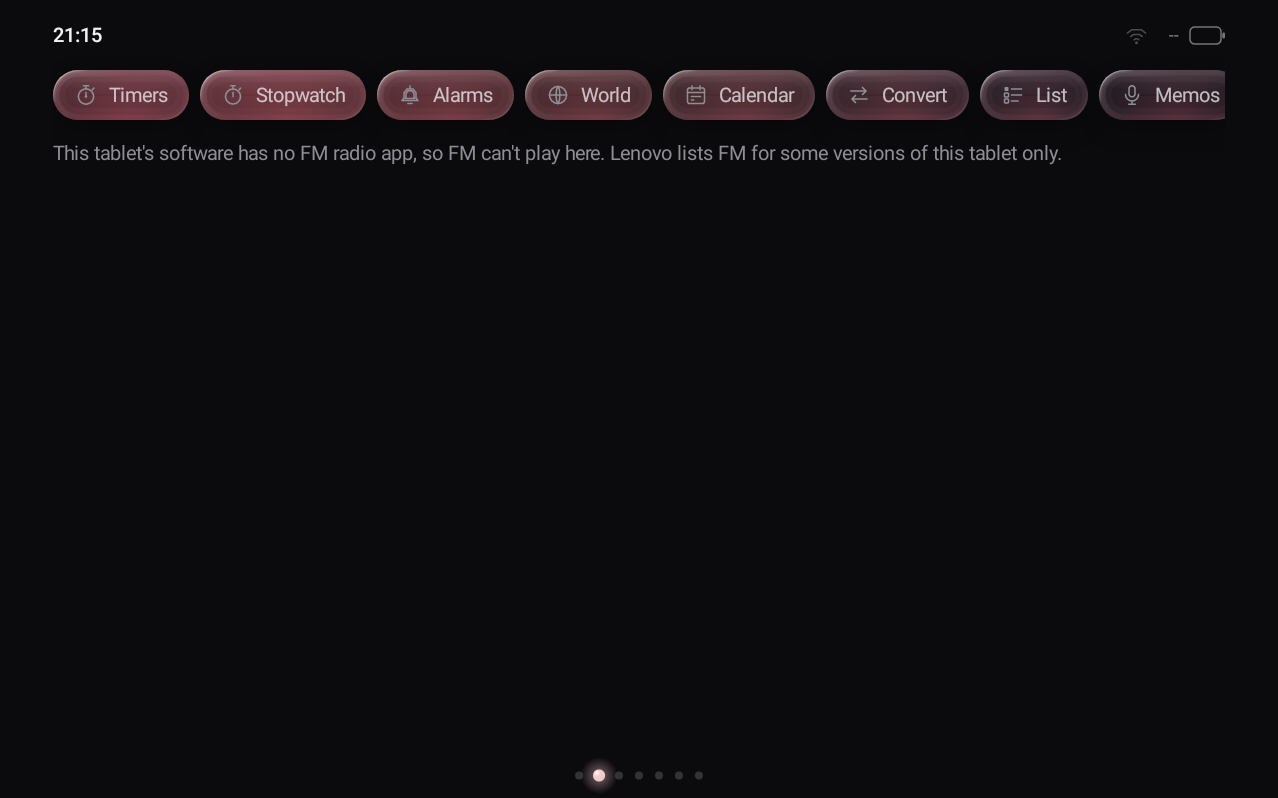 21:15
--
Timers Stopwatch Alarms World Calendar Convert List Memos
This tablet's software has no FM radio app, so FM can't play here. Lenovo lists FM for some versions of this tablet only.